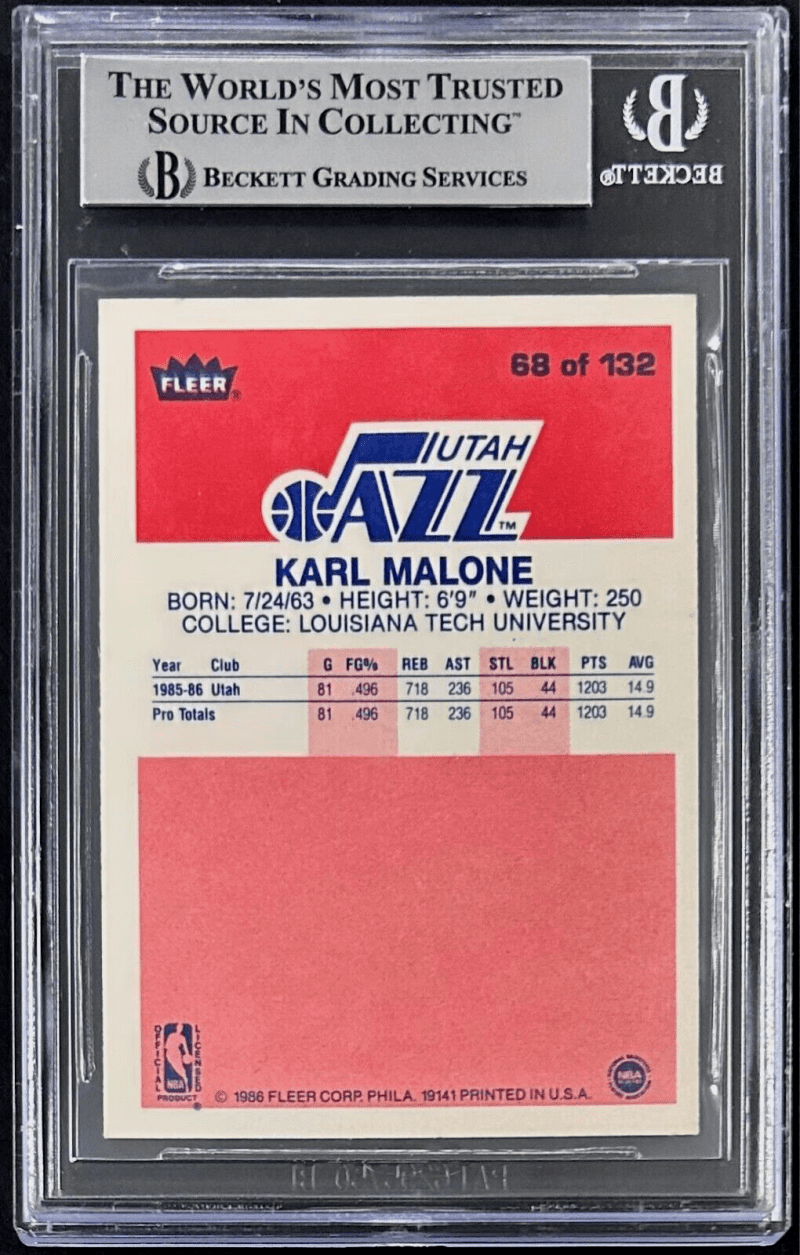 THE WORLD'S MOST TRUSTED
SOURCE IN COLLECTING™
B BECKETT GRADING SERVICES
B
BECKETT®
FLEER®
68 of 132
UTAH
JAZZ™
KARL MALONE
BORN: 7/24/63 • HEIGHT: 6'9" • WEIGHT: 250
COLLEGE: LOUISIANA TECH UNIVERSITY
Year Club G FG% REB AST STL BLK PTS AVG
1985-86 Utah 81 .496 718 236 105 44 1203 14.9
Pro Totals 81 .496 718 236 105 44 1203 14.9
OFFICIAL
LICENSED
NBA
PRODUCT®
© 1986 FLEER CORP. PHILA. 19141 PRINTED IN U.S.A.
NBA